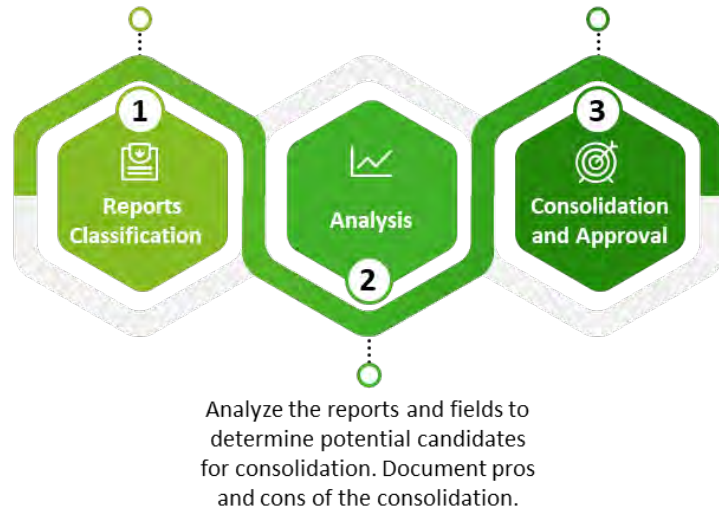 1
Reports
Classification
Analysis
2
Analyze the reports and fields to
determine potential candidates
for consolidation. Document pros
and cons of the consolidation.
3
Consolidation
and Approval